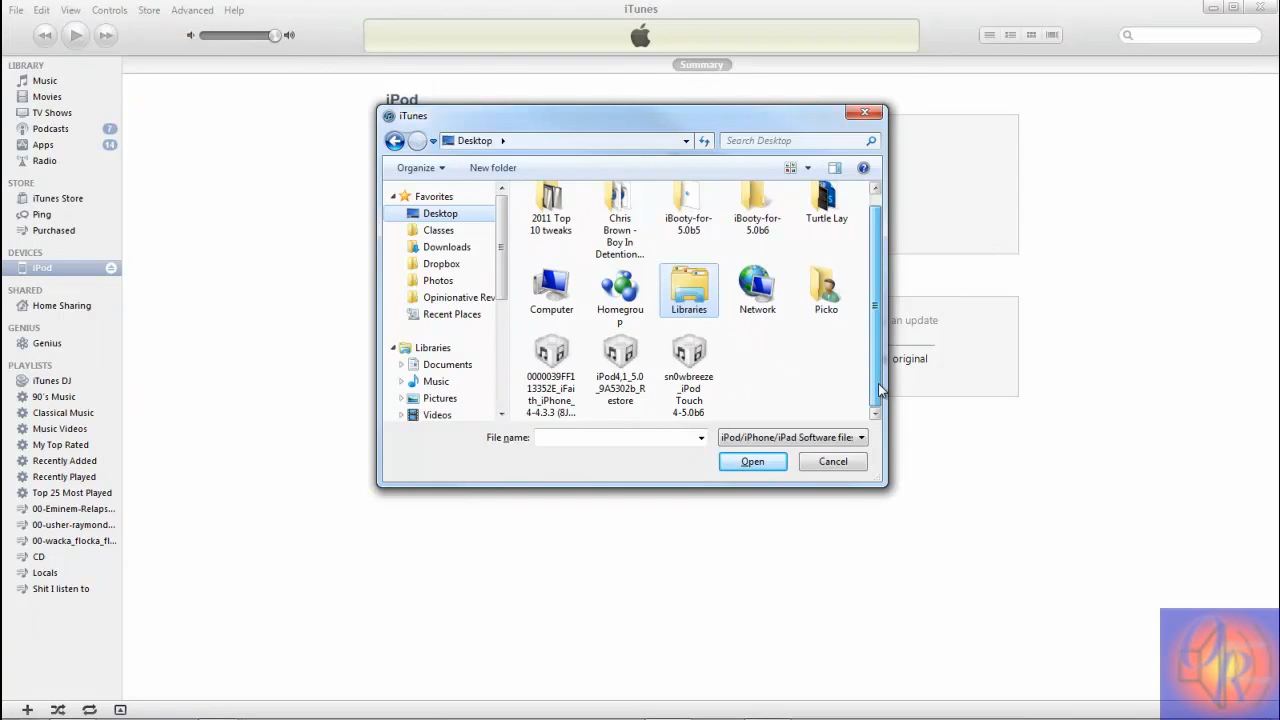 File Edit View Controls Store Advanced Help
iTunes
Summary
LIBRARY
Music
Movies
TV Shows
Podcasts 7
Apps 14
Radio
STORE
iTunes Store
Ping
Purchased
DEVICES
iPod
SHARED
Home Sharing
GENIUS
Genius
PLAYLISTS
iTunes DJ
90's Music
Classical Music
Music Videos
My Top Rated
Recently Added
Recently Played
Top 25 Most Played
00-Eminem-Relaps...
00-usher-raymond...
00-wacka_flocka_fl...
CD
Locals
Shit I listen to
iPod
an update
original
iTunes
Desktop
Search Desktop
Organize
New folder
Favorites
Desktop
Classes
Downloads
Dropbox
Photos
Opinionative Rev
Recent Places
Libraries
Documents
Music
Pictures
Videos
2011 Top
10 tweaks
Chris
Brown -
Boy In
Detention...
iBooty-for-
5.0b5
iBooty-for-
5.0b6
Turtle Lay
Computer
Homegrou
p
Libraries
Network
Picko
0000039FF1
13352E_iFai
th_iPhone_
4-4.3.3 (8J...
iPod4,1_5.0
_9A5302b_R
estore
sn0wbreeze
_iPod
Touch
4-5.0b6
File name:
iPod/iPhone/iPad Software files
Open
Cancel